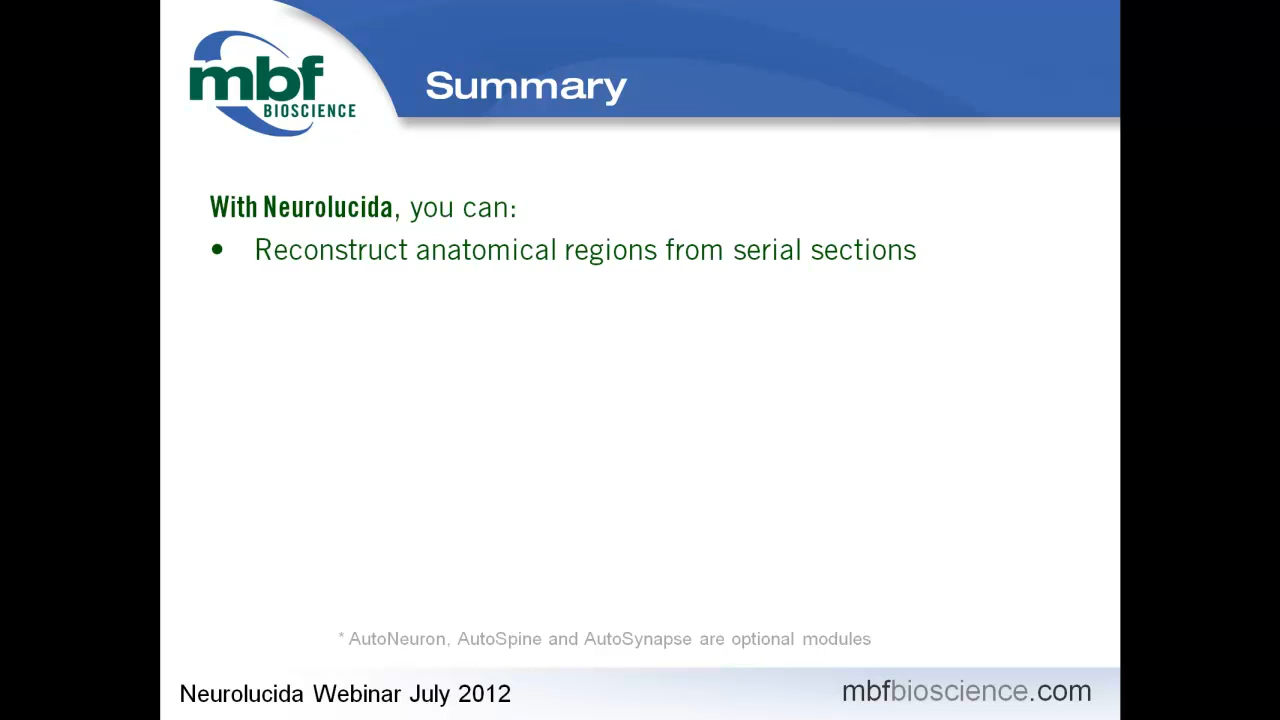 mbf
BIOSCIENCE
Summary
With Neurolucida, you can:
• Reconstruct anatomical regions from serial sections
* AutoNeuron, AutoSpine and AutoSynapse are optional modules
Neurolucida Webinar July 2012
mbfbioscience.com